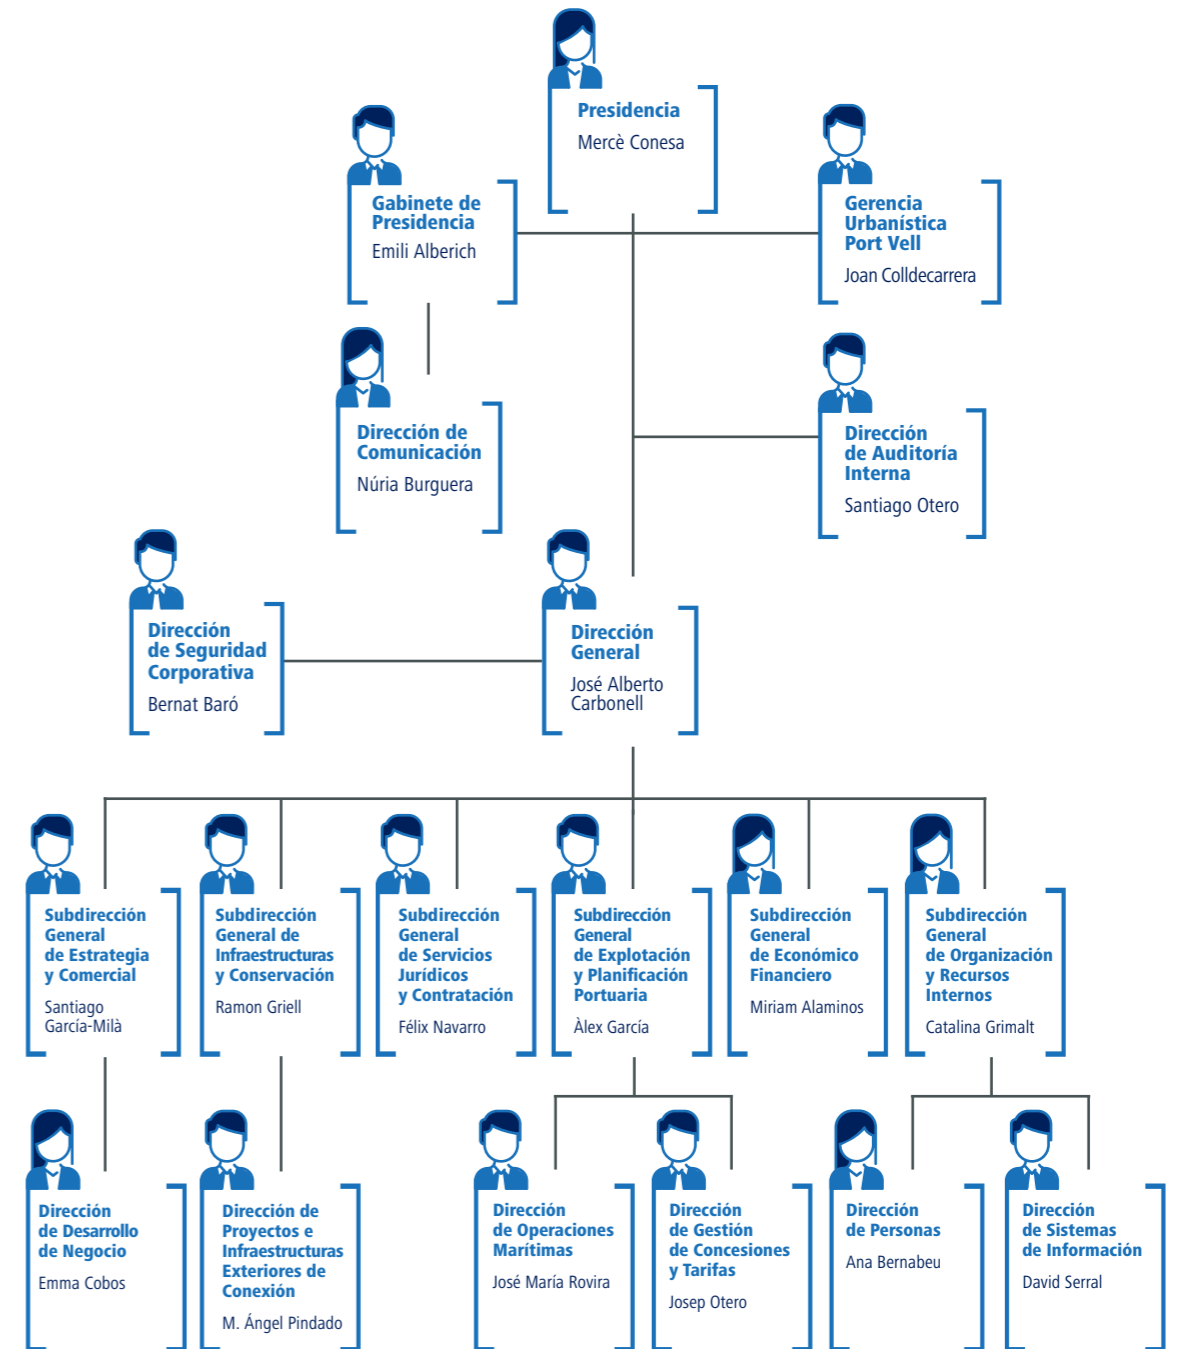 Presidencia
Mercè Conesa
Gabinete de
Presidencia
Emili Alberich
Gerencia
Urbanística
Port Vell
Joan Colldecarrera
Dirección de
Comunicación
Núria Burguera
Dirección
de Auditoría
Interna
Santiago Otero
Dirección
de Seguridad
Corporativa
Bernat Baró
Dirección
General
José Alberto
Carbonell
Subdirección
General
de Estrategia
y Comercial
Santiago
García-Milà
Subdirección
General de
Infraestructuras
y Conservación
Ramon Griell
Subdirección
General
de Servicios
Jurídicos
y Contratación
Félix Navarro
Subdirección
General
de Explotación
y Planificación
Portuaria
Àlex García
Subdirección
General
de Económico
Financiero
Miriam Alaminos
Subdirección
General
de Organización
y Recursos
Internos
Catalina Grimalt
Dirección
de Desarrollo
de Negocio
Emma Cobos
Dirección de
Proyectos e
Infraestructuras
Exteriores de
Conexión
M. Ángel Pindado
Dirección
de Operaciones
Marítimas
José María Rovira
Dirección
de Gestión
de Concesiones
y Tarifas
Josep Otero
Dirección
de Personas
Ana Bernabeu
Dirección
de Sistemas
de Información
David Serral